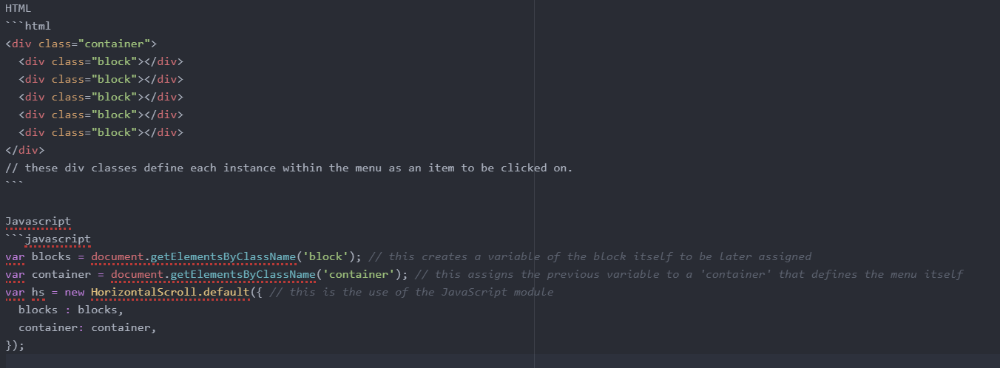 HTML
```html
<div class="container">
  <div class="block"></div>
  <div class="block"></div>
  <div class="block"></div>
  <div class="block"></div>
  <div class="block"></div>
</div>
// these div classes define each instance within the menu as an item to be clicked on.
```
Javascript
```javascript
var blocks = document.getElementsByClassName('block'); // this creates a variable of the block itself to be later assigned
var container = document.getElementsByClassName('container'); // this assigns the previous variable to a 'container' that defines the menu itself
var hs = new HorizontalScroll.default({ // this is the use of the JavaScript module
  blocks : blocks,
  container: container,
});